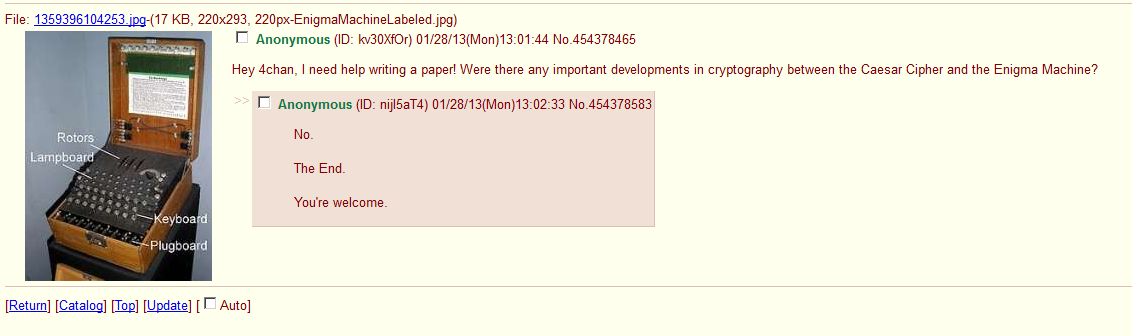 File: 1359396104253.jpg-(17 KB, 220x293, 220px-EnigmaMachineLabeled.jpg)
Anonymous (ID: kv30XfOr) 01/28/13(Mon)13:01:44 No.454378465
Hey 4chan, I need help writing a paper! Were there any important developments in cryptography between the Caesar Cipher and the Enigma Machine?
>> Anonymous (ID: nijl5aT4) 01/28/13(Mon)13:02:33 No.454378583
No.
The End.
You're welcome.
Rotors
Lampboard
Keyboard
Plugboard
[Return] [Catalog] [Top] [Update] [ Auto]